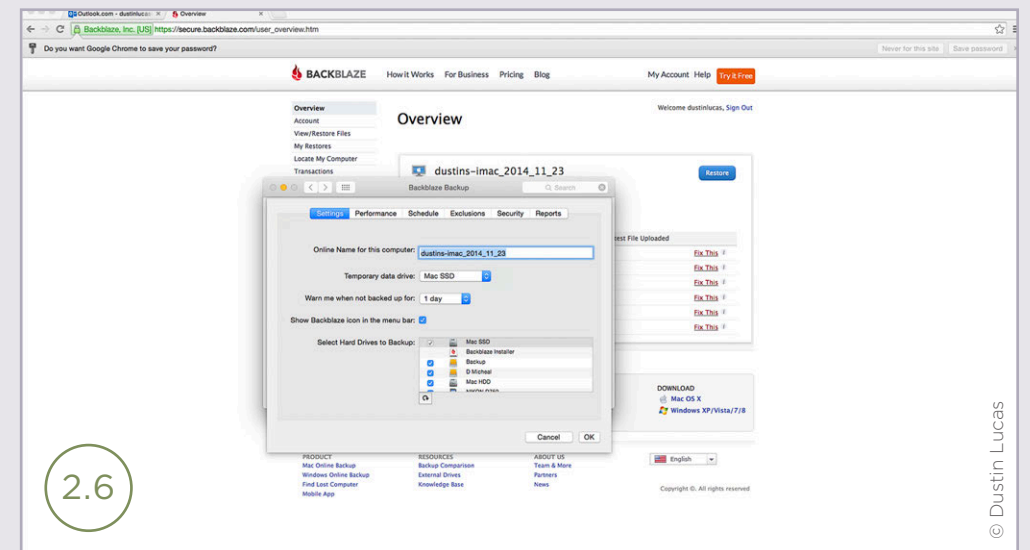 Outlook.com - dustinlucas
Overview
Backblaze, Inc. [US] https://secure.backblaze.com/user_overview.htm
Do you want Google Chrome to save your password?
Never for this site
Save password
BACKBLAZE
How it Works For Business Pricing Blog
My Account Help Try it Free
Overview
Account
View/Restore Files
My Restores
Locate My Computer
Transactions
Overview
Welcome dustinlucas, Sign Out
dustins-imac_2014_11_23
Restore
Backblaze Backup
Search
Settings Performance Schedule Exclusions Security Reports
Online Name for this computer: dustins-imac_2014_11_23
Temporary data drive: Mac SSD
Warn me when not backed up for: 1 day
Show Backblaze icon in the menu bar:
Select Hard Drives to Backup:
Mac SSD
Backblaze Installer
Backup
D Micheal
Mac HDD
Cancel OK
File Uploaded
Fix This
Fix This
Fix This
Fix This
Fix This
Fix This
DOWNLOAD
Mac OS X
Windows XP/Vista/7/8
PRODUCT
Mac Online Backup
Windows Online Backup
Find Lost Computer
Mobile App
RESOURCES
Backup Comparison
External Drives
Knowledge Base
ABOUT US
Team & More
Partners
News
English
Copyright ©. All rights reserved
2.6
© Dustin Lucas